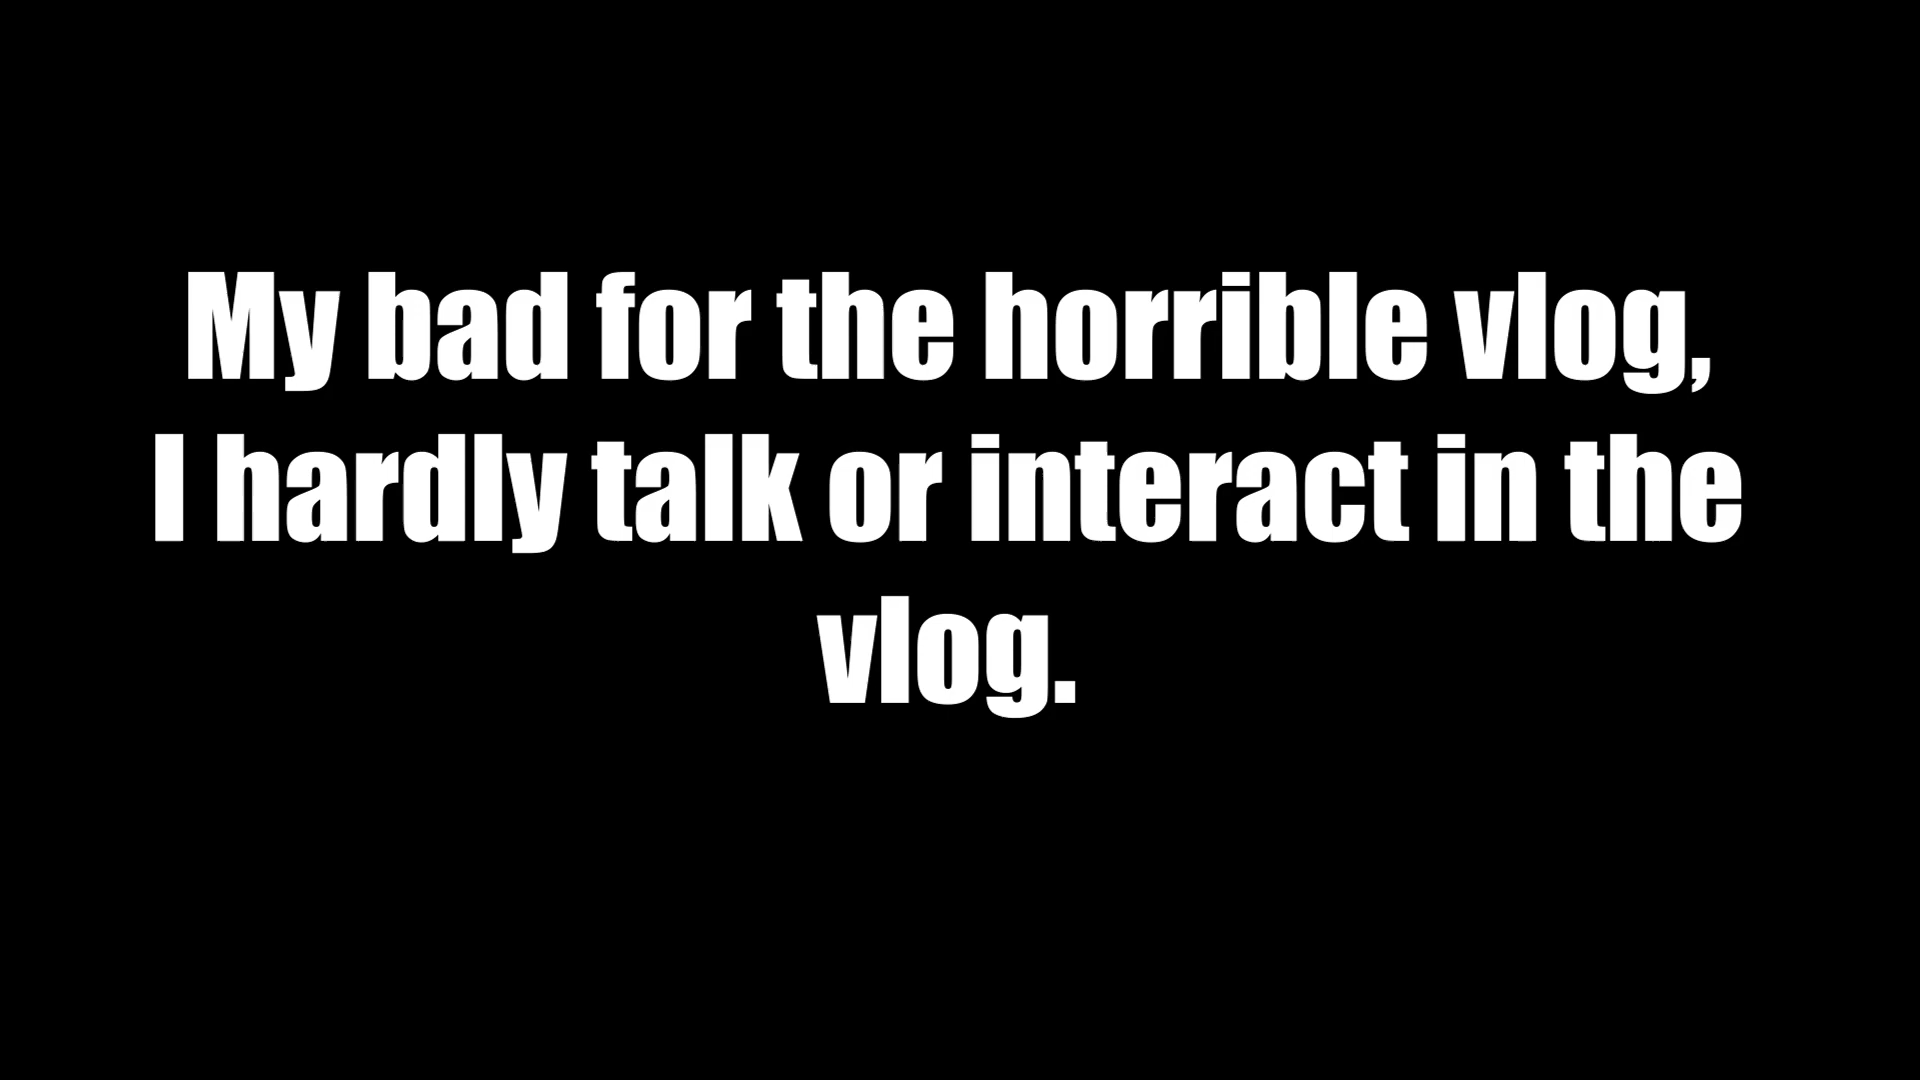 My bad for the horrible vlog,
I hardly talk or interact in the
vlog.